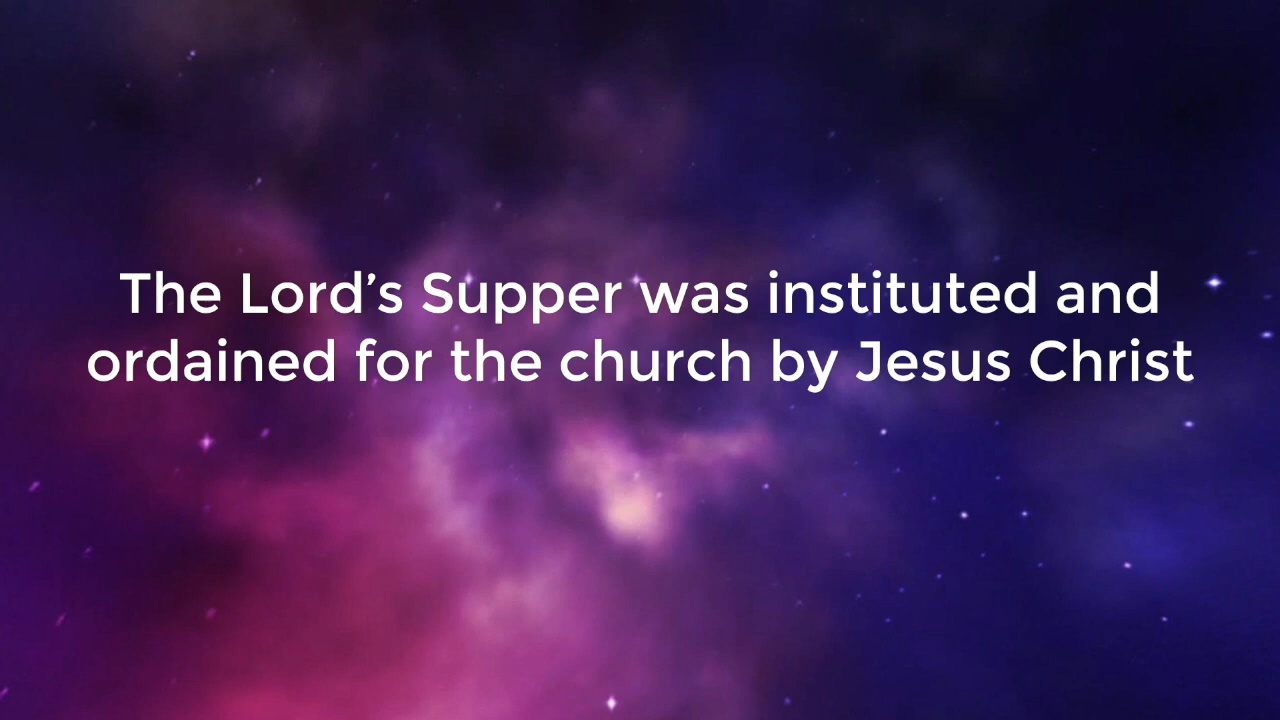 The Lord’s Supper was instituted and
ordained for the church by Jesus Christ